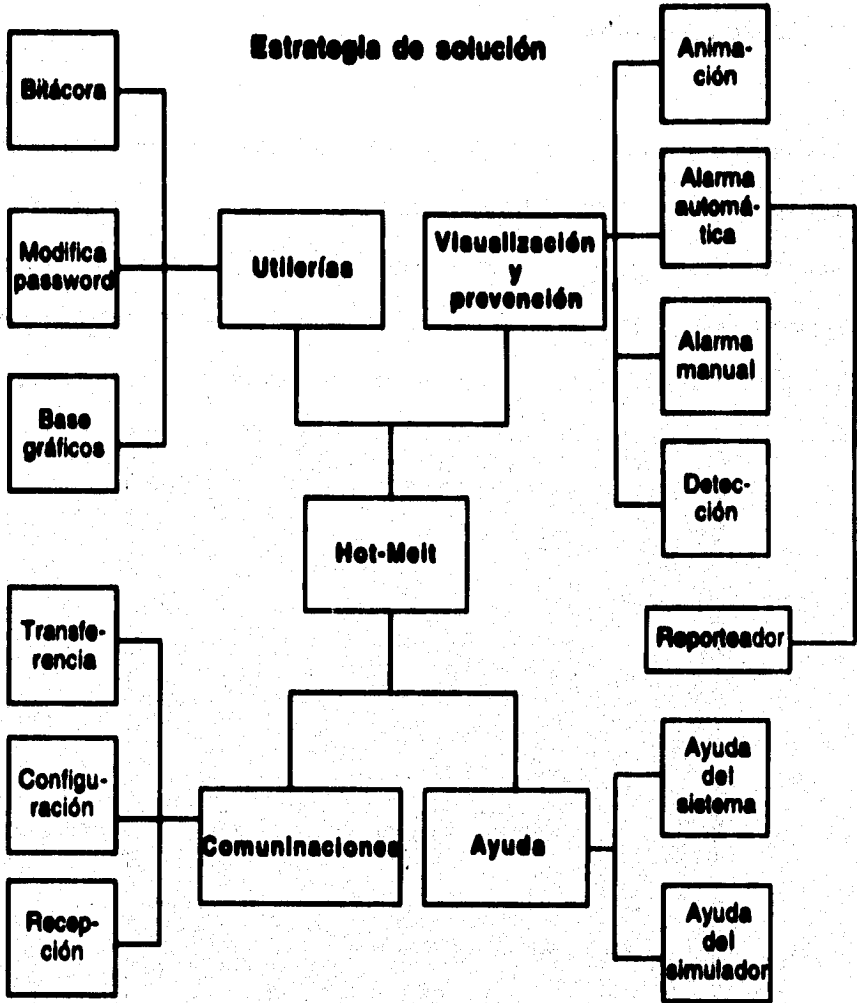 Estrategia de solución
Bitácora
Modifica
password
Base
gráficos
Utilerías
Visualización
y
prevención
Anima-
ción
Alarma
automá-
tica
Alarma
manual
Detec-
ción
Reporteador
Hot-Melt
Transfe-
rencia
Configu-
ración
Recep-
ción
Comuninaciones
Ayuda
Ayuda
del
sistema
Ayuda
del
simulador